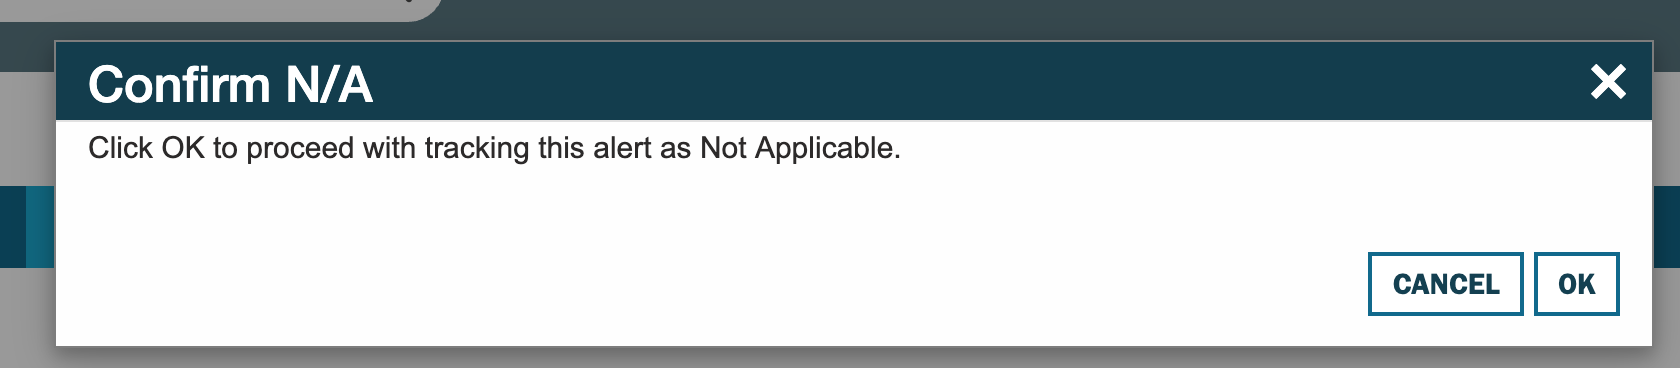 Confirm N/A
Click OK to proceed with tracking this alert as Not Applicable.
CANCEL OK